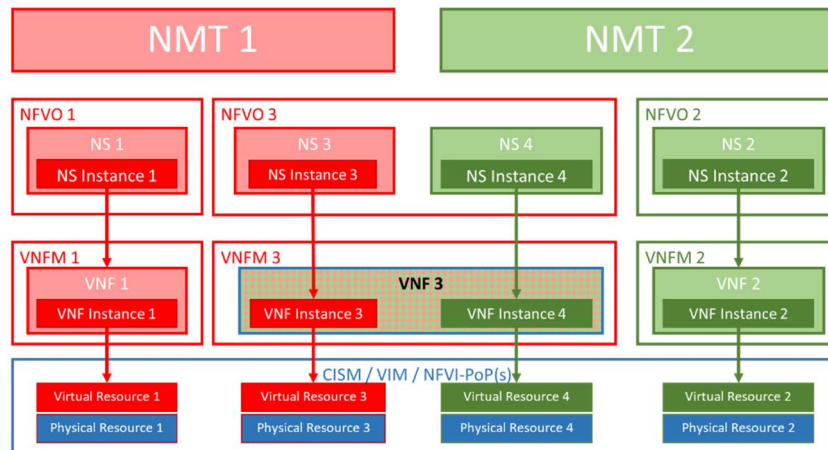 NMT 1
NMT 2
NFVO 1
NFVO 3
NFVO 2
NS 1
NS 3
NS 4
NS 2
NS Instance 1
NS Instance 3
NS Instance 4
NS Instance 2
VNFM 1
VNFM 3
VNFM 2
VNF 1
VNF 3
VNF 2
VNF Instance 1
VNF Instance 3
VNF Instance 4
VNF Instance 2
CISM / VIM / NFVI-PoP(s)
Virtual Resource 1
Virtual Resource 3
Virtual Resource 4
Virtual Resource 2
Physical Resource 1
Physical Resource 3
Physical Resource 4
Physical Resource 2